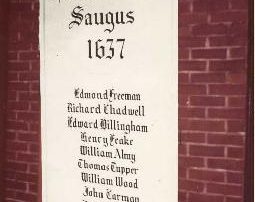 Saugus
1637
Edmond Freeman
Richard Chadwell
Edward Dillingham
Henry Feake
William Almy
Thomas Tupper
William Wood
John Carman